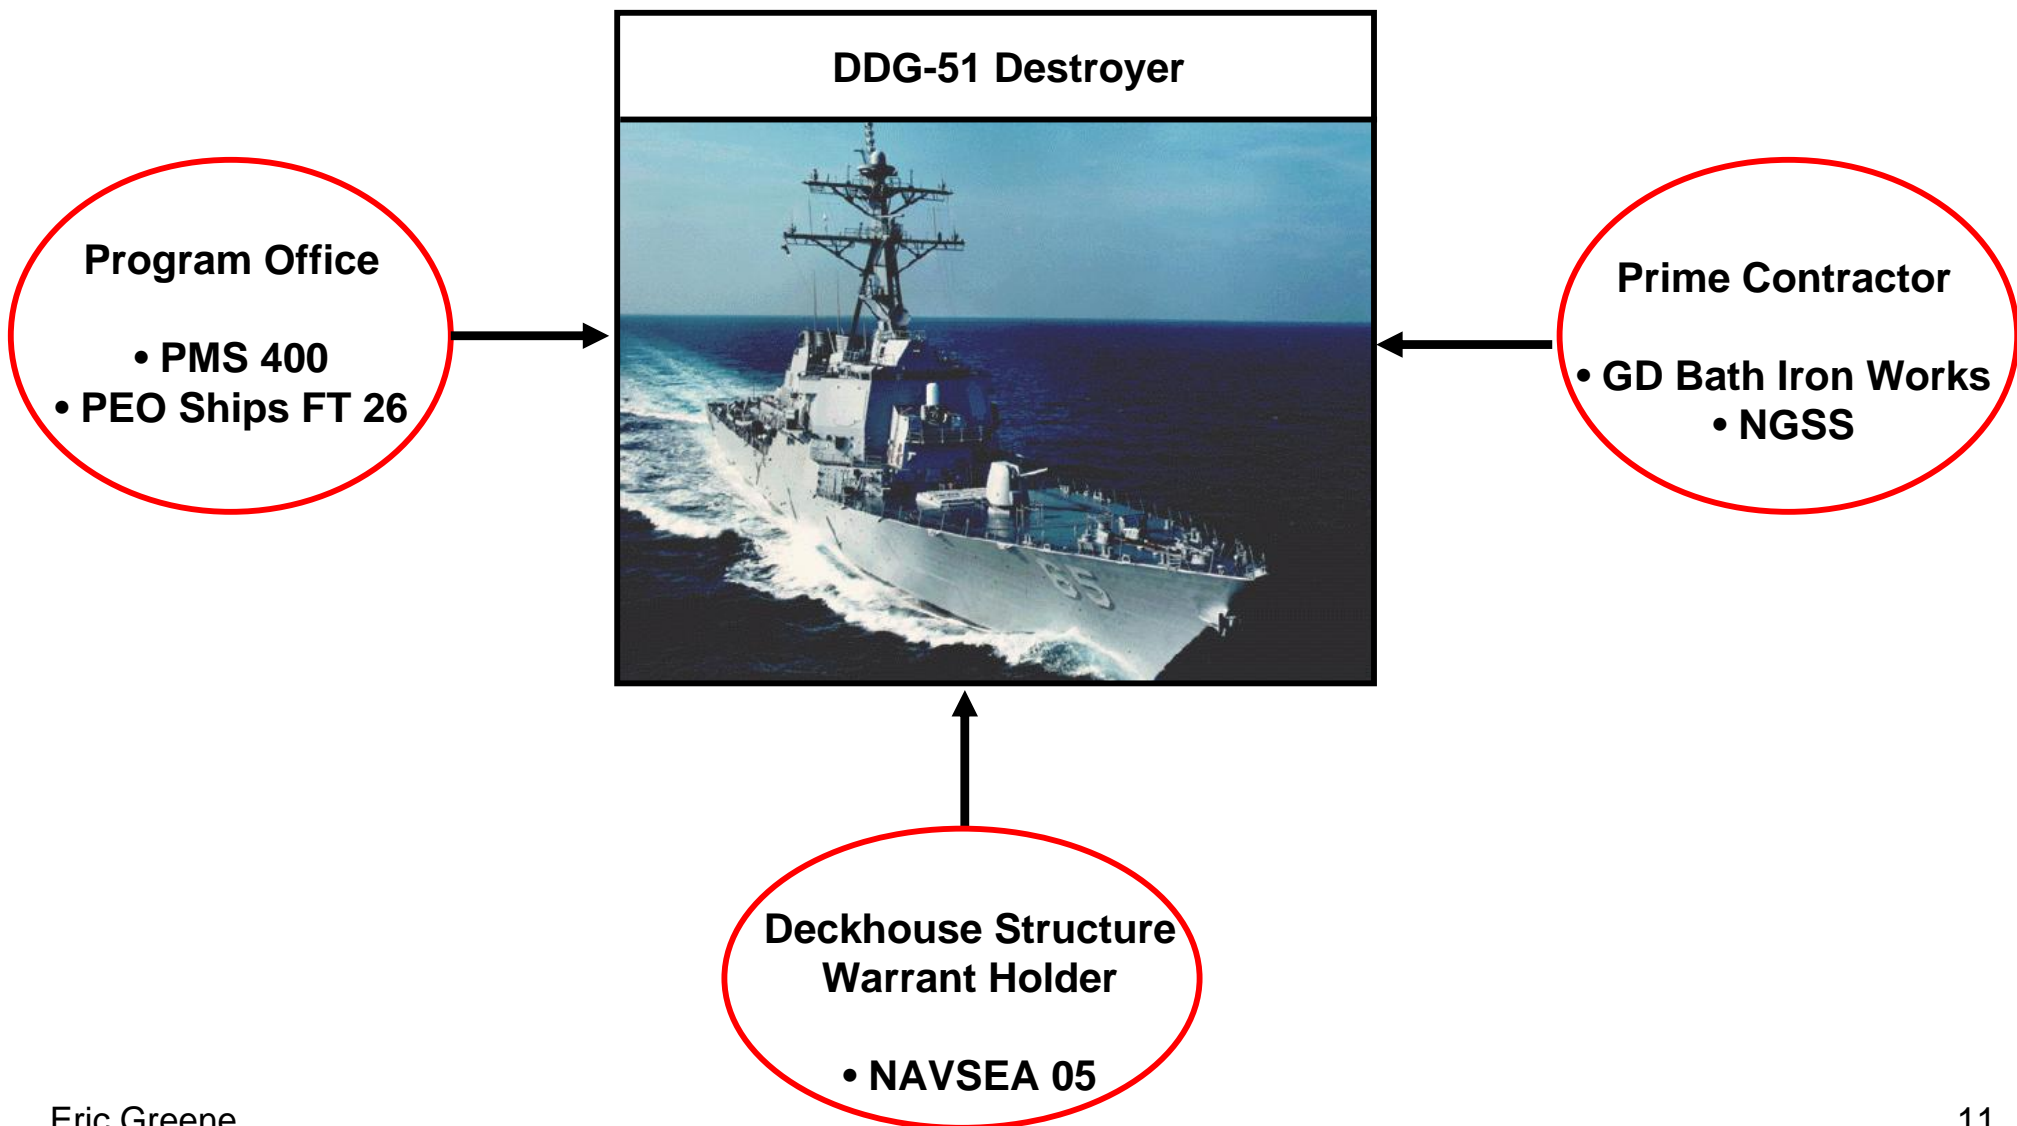 DDG-51 Destroyer
Program Office
• PMS 400
• PEO Ships FT 26
65
Prime Contractor
• GD Bath Iron Works
• NGSS
Deckhouse Structure
Warrant Holder
• NAVSEA 05
Eric Greene
11